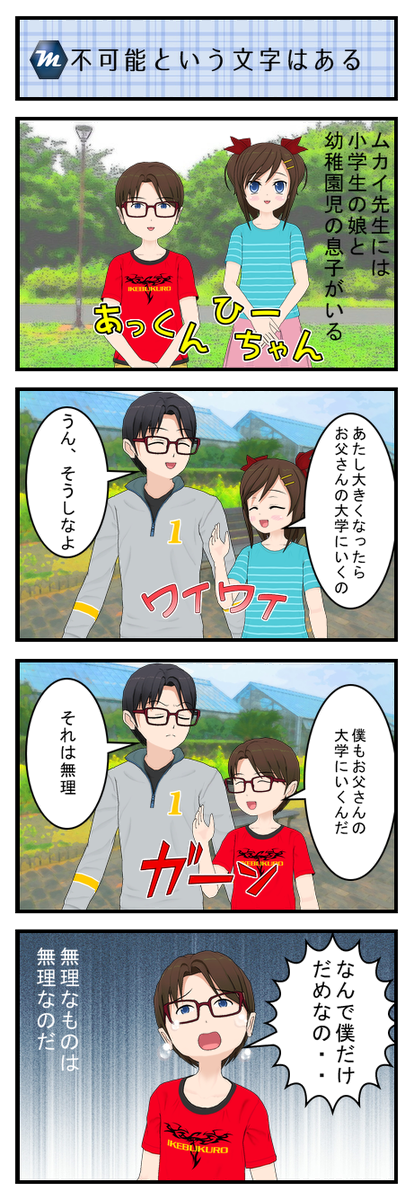 m 不可能という文字はある
ムカイ先生には
小学生の娘と
幼稚園児の息子がいる
あっくん
ひー
ちゃん
IKEBUKURO
あたし大きくなったら
お父さんの大学にいくの
うん、そうしなよ
1
ワイワイ
僕もお父さんの
大学にいくんだ
それは無理
1
IKEBUKURO
ガーン
なんで僕だけ
だめなの・・
無理なものは
無理なのだ
IKEBUKURO